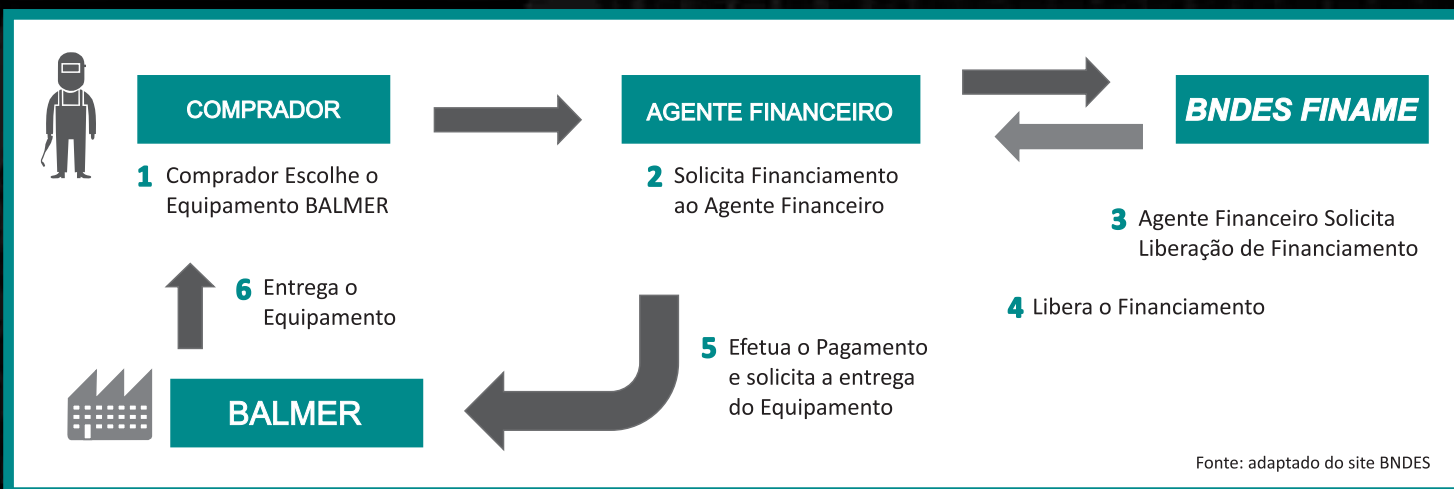 COMPRADOR
AGENTE FINANCEIRO
BNDES FINAME
1 Comprador Escolhe o
Equipamento BALMER
2 Solicita Financiamento
ao Agente Financeiro
3 Agente Financeiro Solicita
Liberação de Financiamento
4 Libera o Financiamento
5 Efetua o Pagamento
e solicita a entrega
do Equipamento
6 Entrega o
Equipamento
BALMER
Fonte: adaptado do site BNDES